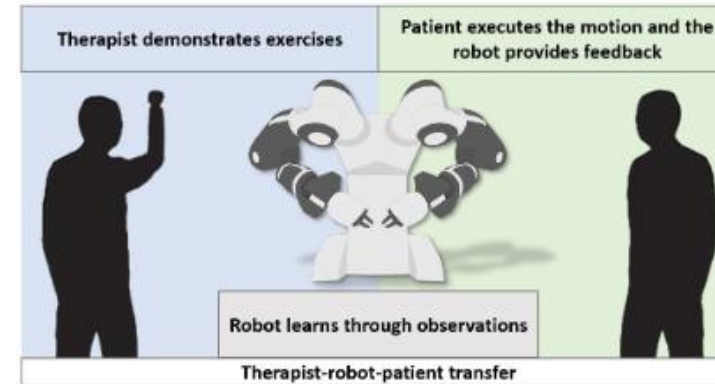 Therapist demonstrates exercises
Patient executes the motion and the
robot provides feedback
Robot learns through observations
Therapist-robot-patient transfer